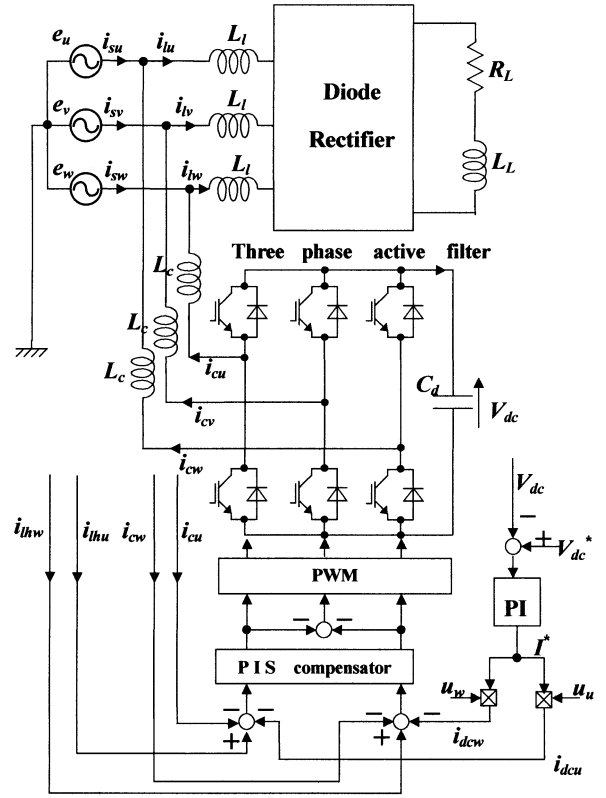 e_u i_su i_lu L_l
e_v i_sv i_lv L_l
e_w i_sw i_lw L_l
Diode
Rectifier
R_L
L_L
Three phase active filter
L_c
L_c
L_c
i_cu
i_cv
i_cw
C_d
V_dc
i_lhw i_lhu i_cw i_cu
V_dc
−
+
V_dc*
PI
I*
PWM
− −
P I S compensator
u_w
u_u
− −
+
− −
+
i_dcw
i_dcu